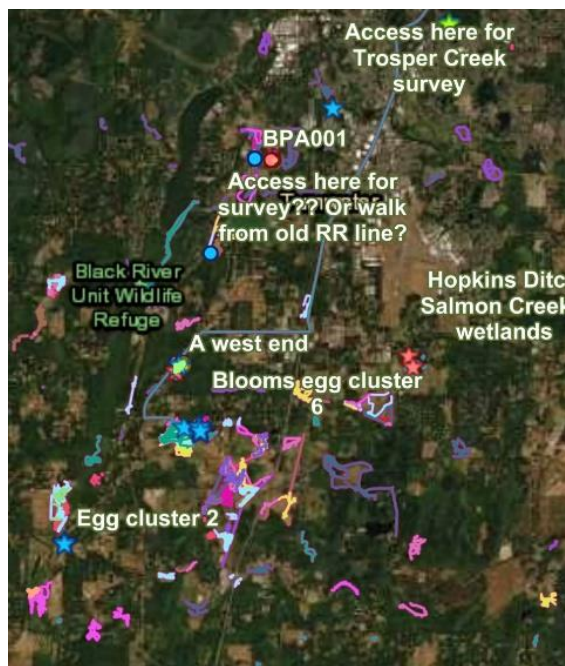 Access here for
Trosper Creek
survey
BPA001
Access here for
survey?? Or walk
from old RR line?
Black River
Unit Wildlife
Refuge
Hopkins Ditc
Salmon Creek
wetlands
A west end
Blooms egg cluster
6
Egg cluster 2